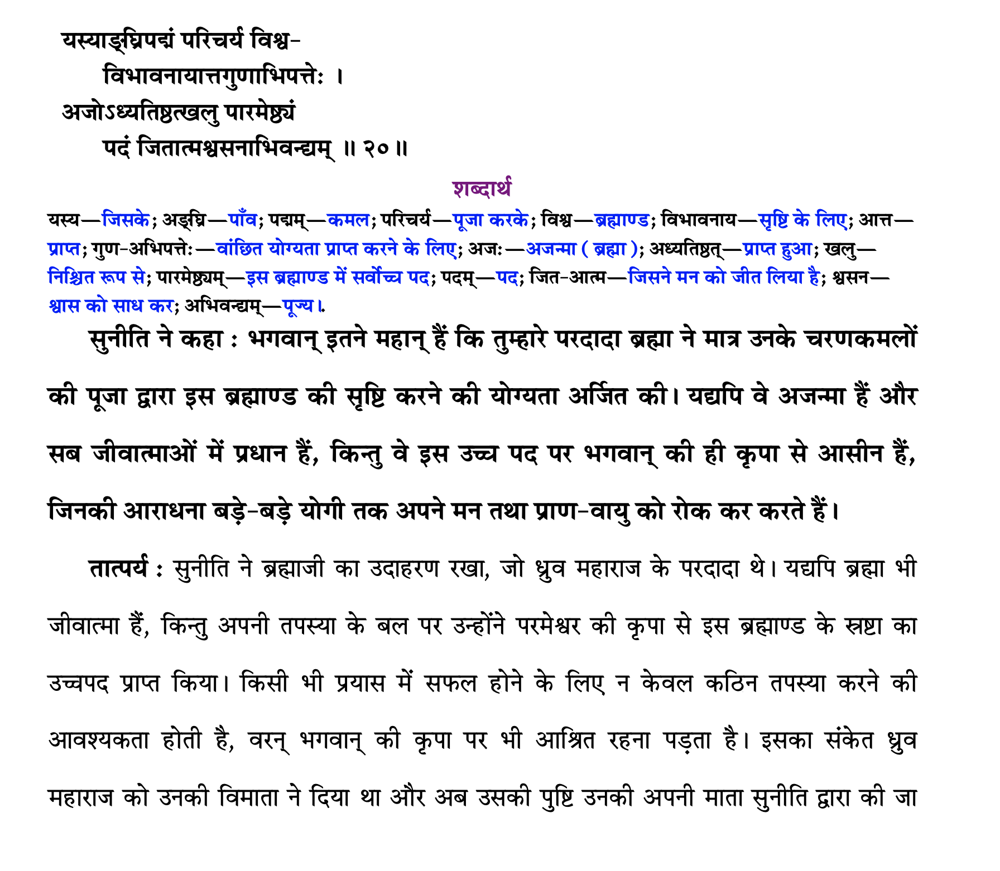 यस्याङ्घ्रिपद्मं परिचर्य विश्व-
विभावनायात्तगुणाभिपत्तेः ।
अजोऽध्यतिष्ठत्खलु पारमेष्ठ्यं
पदं जितात्मश्वसनाभिवन्द्यम् ॥ २० ॥
शब्दार्थ
यस्य—जिसके; अङ्घ्रि—पाँव; पद्मम्—कमल; परिचर्य—पूजा करके; विश्व—ब्रह्माण्ड; विभावनाय—सृष्टि के लिए; आत्त—
प्राप्त; गुण-अभिपत्तेः—वांछित योग्यता प्राप्त करने के लिए; अजः—अजन्मा ( ब्रह्मा ); अध्यतिष्ठत्—प्राप्त हुआ; खलु—
निश्चित रूप से; पारमेष्ठ्यम्—इस ब्रह्माण्ड में सर्वोच्च पद; पदम्—पद; जित-आत्म—जिसने मन को जीत लिया है; श्वसन—
श्वास को साध कर; अभिवन्द्यम्—पूज्य।.
सुनीति ने कहा : भगवान् इतने महान् हैं कि तुम्हारे परदादा ब्रह्मा ने मात्र उनके चरणकमलों
की पूजा द्वारा इस ब्रह्माण्ड की सृष्टि करने की योग्यता अर्जित की। यद्यपि वे अजन्मा हैं और
सब जीवात्माओं में प्रधान हैं, किन्तु वे इस उच्च पद पर भगवान् की ही कृपा से आसीन हैं,
जिनकी आराधना बड़े-बड़े योगी तक अपने मन तथा प्राण-वायु को रोक कर करते हैं।
तात्पर्य : सुनीति ने ब्रह्माजी का उदाहरण रखा, जो ध्रुव महाराज के परदादा थे। यद्यपि ब्रह्मा भी
जीवात्मा हैं, किन्तु अपनी तपस्या के बल पर उन्होंने परमेश्वर की कृपा से इस ब्रह्माण्ड के स्रष्टा का
उच्चपद प्राप्त किया। किसी भी प्रयास में सफल होने के लिए न केवल कठिन तपस्या करने की
आवश्यकता होती है, वरन् भगवान् की कृपा पर भी आश्रित रहना पड़ता है। इसका संकेत ध्रुव
महाराज को उनकी विमाता ने दिया था और अब उसकी पुष्टि उनकी अपनी माता सुनीति द्वारा की जा